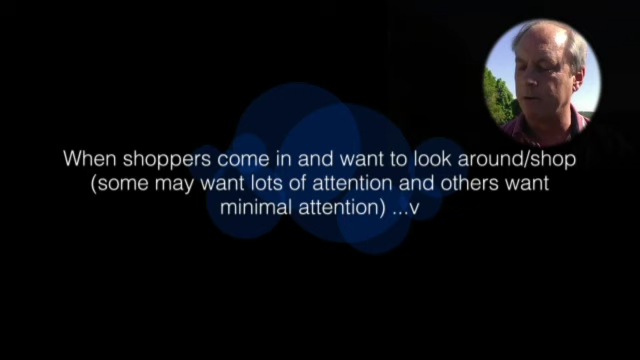 When shoppers come in and want to look around/shop
(some may want lots of attention and others want
minimal attention) ...v